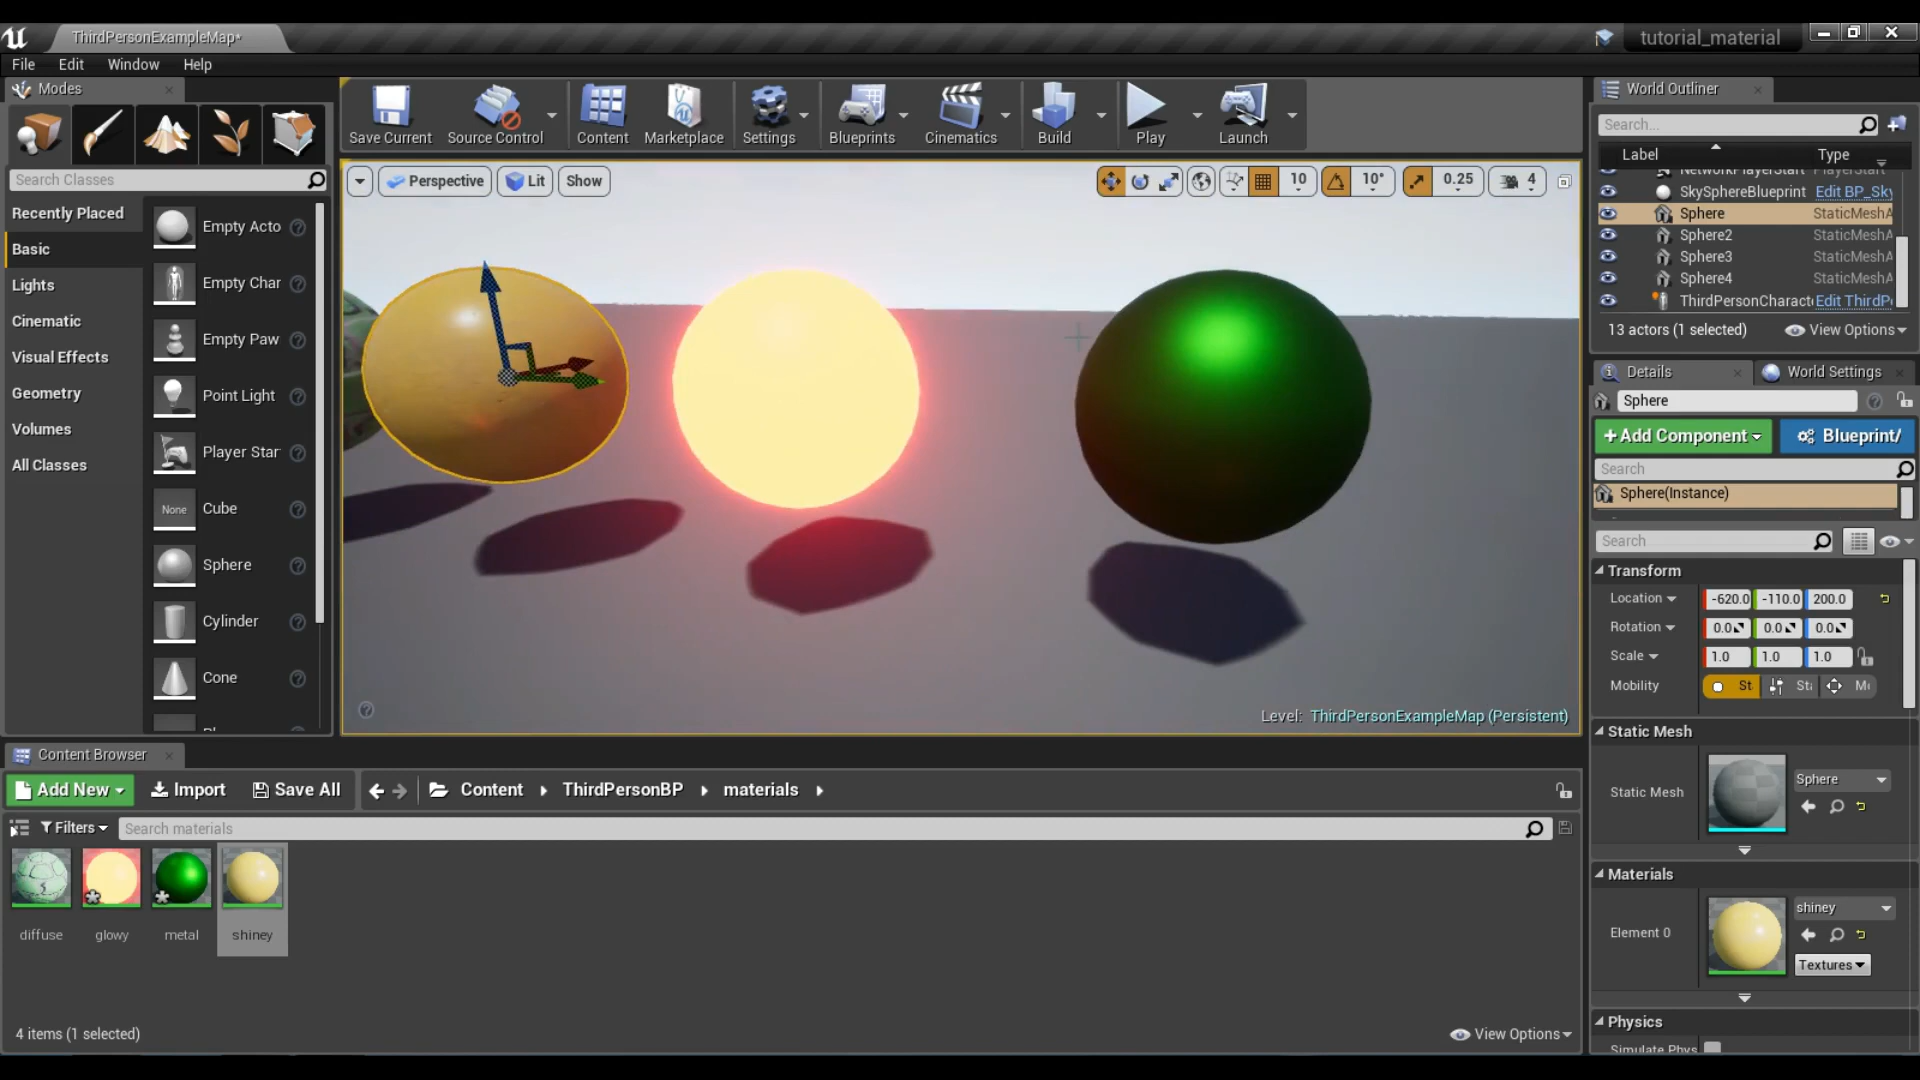 ThirdPersonExampleMap*
tutorial_material
File Edit Window Help
Modes
Search Classes
Recently Placed
Basic
Lights
Cinematic
Visual Effects
Geometry
Volumes
All Classes
Empty Acto
Empty Char
Empty Paw
Point Light
Player Star
None
Cube
Sphere
Cylinder
Cone
Save Current Source Control Content Marketplace Settings Blueprints Cinematics Build Play Launch
Perspective Lit Show 10 10° 0.25 4
Level: ThirdPersonExampleMap (Persistent)
World Outliner
Search...
Label Type
NetworkPlayerStart PlayerStart
SkySphereBlueprint Edit BP_Sky
Sphere StaticMeshA
Sphere2 StaticMeshA
Sphere3 StaticMeshA
Sphere4 StaticMeshA
ThirdPersonCharact Edit ThirdP
13 actors (1 selected) View Options
Details World Settings
Sphere
+Add Component Blueprint/
Search
Sphere(Instance)
Search
Transform
Location -620.0 -110.0 200.0
Rotation 0.0 0.0 0.0
Scale 1.0 1.0 1.0
Mobility St Sta Mo
Static Mesh
Static Mesh Sphere
Materials
Element 0 shiney
Textures
Physics
Simulate Phys
Content Browser
Add New Import Save All Content ThirdPersonBP materials
Filters Search materials
diffuse glowy metal shiney
4 items (1 selected) View Options